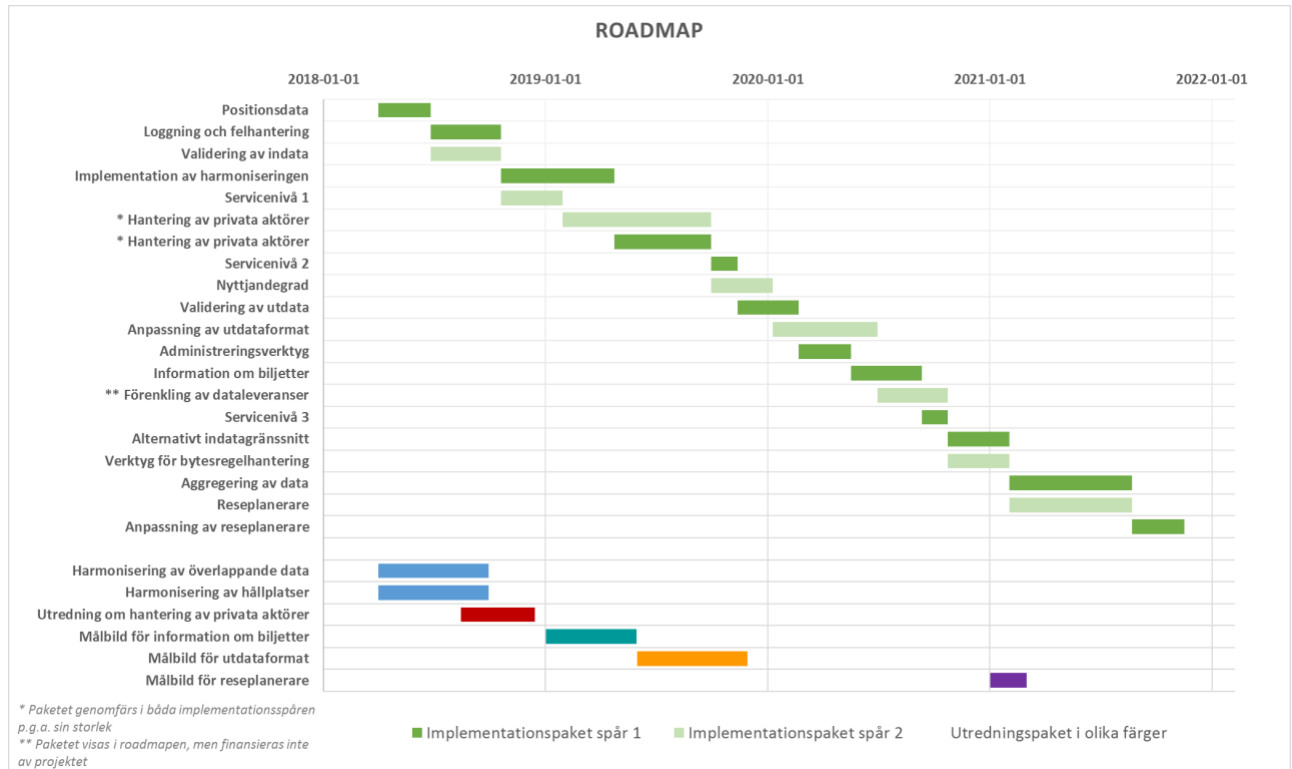 ROADMAP
2018-01-01 2019-01-01 2020-01-01 2021-01-01 2022-01-01
Positionsdata
Loggning och felhantering
Validering av indata
Implementation av harmoniseringen
Servicenivå 1
* Hantering av privata aktörer
* Hantering av privata aktörer
Servicenivå 2
Nyttjandegrad
Validering av utdata
Anpassning av utdataformat
Administreringsverktyg
Information om biljetter
** Förenkling av dataleveranser
Servicenivå 3
Alternativt indatagränssnitt
Verktyg för bytesregelhantering
Aggregering av data
Reseplanerare
Anpassning av reseplanerare
Harmonisering av överlappande data
Harmonisering av hållplatser
Utredning om hantering av privata aktörer
Målbild för information om biljetter
Målbild för utdataformat
Målbild för reseplanerare
* Paketet genomförs i båda implementationsspåren
p.g.a. sin storlek
** Paketet visas i roadmapen, men finansieras inte
av projektet
Implementationspaket spår 1 Implementationspaket spår 2 Utredningspaket i olika färger